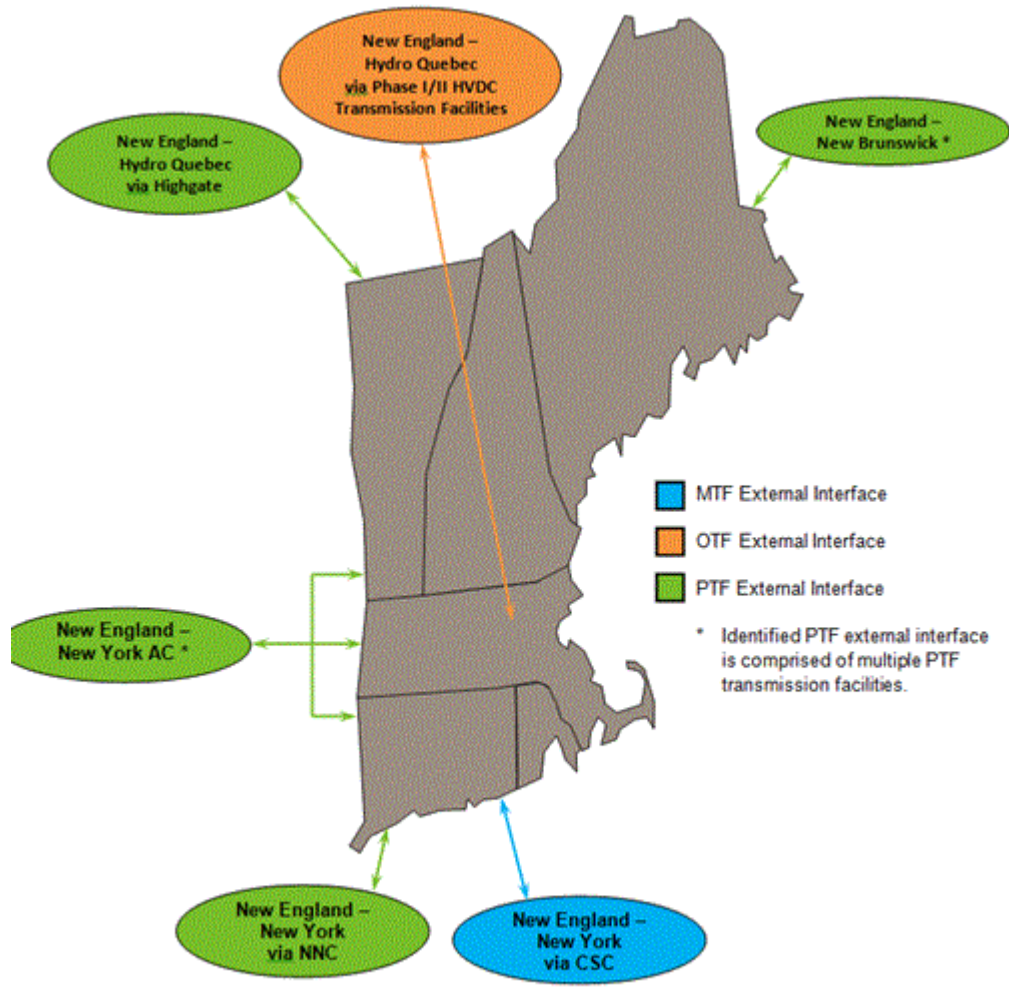 New England –
Hydro Quebec
via Phase I/II HVDC
Transmission Facilities
New England –
Hydro Quebec
via Highgate
New England –
New Brunswick *
MTF External Interface
OTF External Interface
PTF External Interface
* Identified PTF external interface
is comprised of multiple PTF
transmission facilities.
New England –
New York AC *
New England –
New York
via NNC
New England –
New York
via CSC